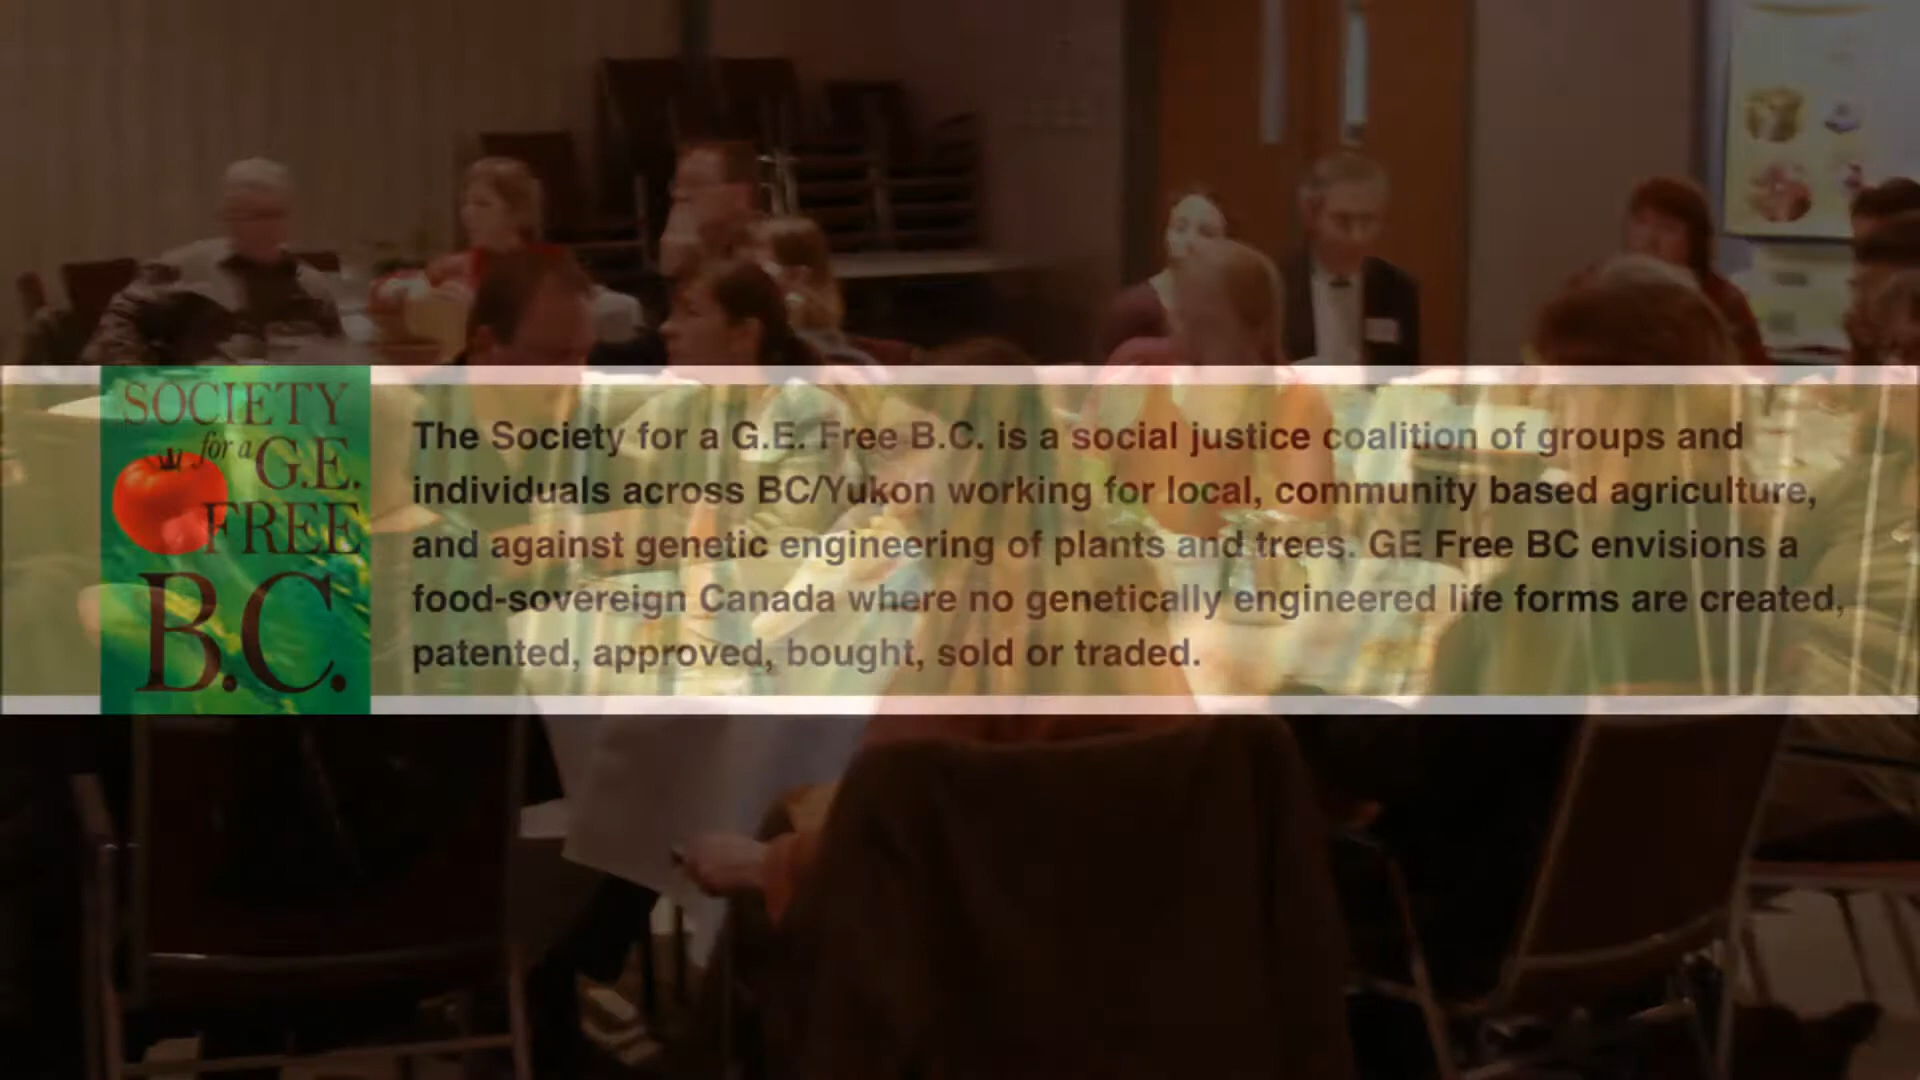 SOCIETY
for a G.E.
FREE
B.C.
The Society for a G.E. Free B.C. is a social justice coalition of groups and
individuals across BC/Yukon working for local, community based agriculture,
and against genetic engineering of plants and trees. GE Free BC envisions a
food-sovereign Canada where no genetically engineered life forms are created,
patented, approved, bought, sold or traded.